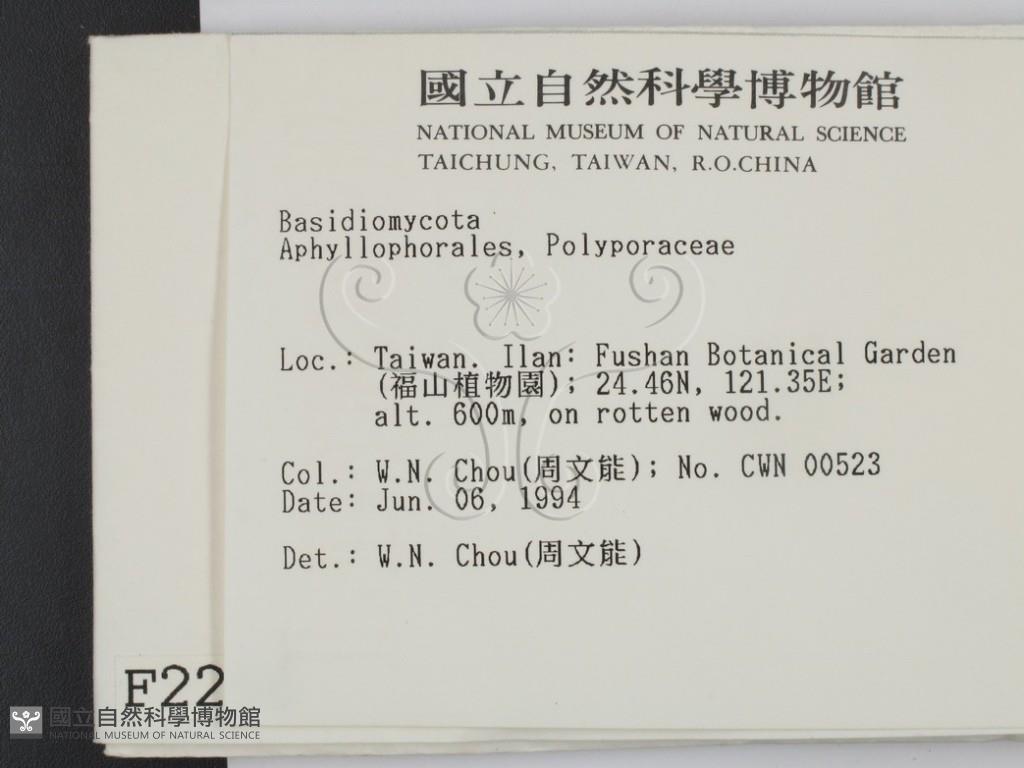 國立自然科學博物館
NATIONAL MUSEUM OF NATURAL SCIENCE
TAICHUNG, TAIWAN, R.O.CHINA
Basidiomycota
Aphyllophorales, Polyporaceae
Loc.: Taiwan. Ilan: Fushan Botanical Garden
(福山植物園); 24.46N, 121.35E;
alt. 600m, on rotten wood.
Col.: W.N. Chou(周文能); No. CWN 00523
Date: Jun. 06, 1994
Det.: W.N. Chou(周文能)
F22
國立自然科學博物館
NATIONAL MUSEUM OF NATURAL SCIENCE